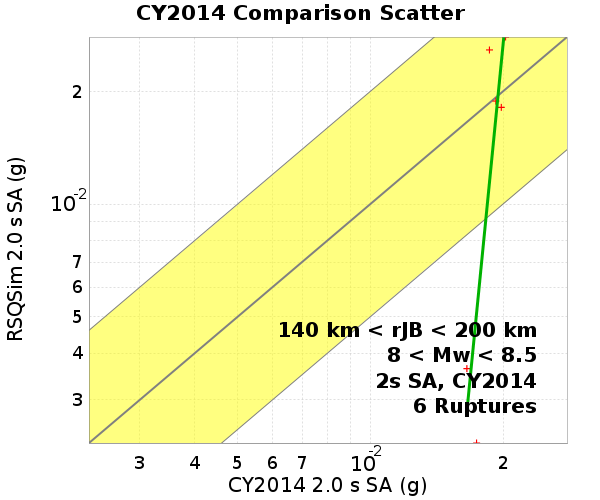 CY2014 Comparison Scatter
RSQSim 2.0 s SA (g)
2
10-2
7
6
5
4
3
140 km < rJB < 200 km
8 < Mw < 8.5
2s SA, CY2014
6 Ruptures
3 4 5 6 7 10-2 2
CY2014 2.0 s SA (g)